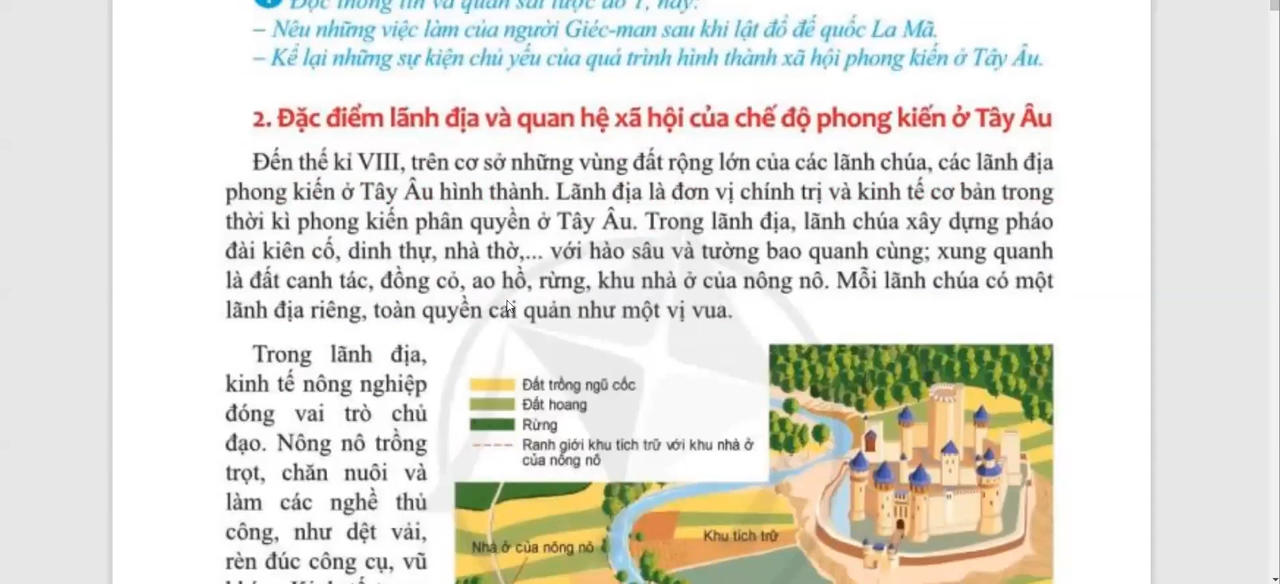 Đọc thông tin và quan sát lược đồ 1, hãy:
– Nêu những việc làm của người Giéc-man sau khi lật đổ đế quốc La Mã.
– Kể lại những sự kiện chủ yếu của quá trình hình thành xã hội phong kiến ở Tây Âu.
2. Đặc điểm lãnh địa và quan hệ xã hội của chế độ phong kiến ở Tây Âu
Đến thế kỉ VIII, trên cơ sở những vùng đất rộng lớn của các lãnh chúa, các lãnh địa
phong kiến ở Tây Âu hình thành. Lãnh địa là đơn vị chính trị và kinh tế cơ bản trong
thời kì phong kiến phân quyền ở Tây Âu. Trong lãnh địa, lãnh chúa xây dựng pháo
đài kiên cố, dinh thự, nhà thờ,... với hào sâu và tường bao quanh cùng; xung quanh
là đất canh tác, đồng cỏ, ao hồ, rừng, khu nhà ở của nông nô. Mỗi lãnh chúa có một
lãnh địa riêng, toàn quyền cai quản như một vị vua.
Trong lãnh địa,
kinh tế nông nghiệp
đóng vai trò chủ
đạo. Nông nô trồng
trọt, chăn nuôi và
làm các nghề thủ
công, như dệt vải,
rèn đúc công cụ, vũ
Đất trồng ngũ cốc
Đất hoang
Rừng
Ranh giới khu tích trữ với khu nhà ở
của nông nô
Nhà ở của nông nô
Khu tích trữ